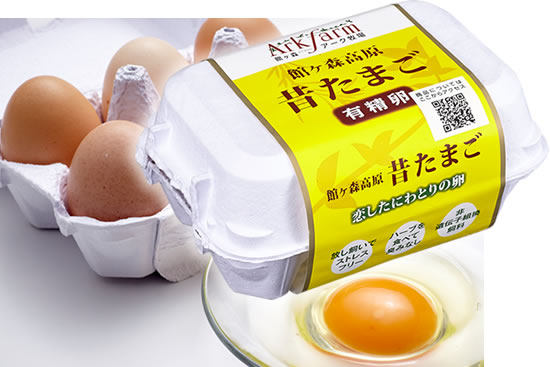 Arkfarm
館ヶ森 アーク牧場
館ヶ森高原
昔たまご
有精卵
商品については
ここからアクセス
館ヶ森高原 昔たまご
恋したにわとりの卵
放し飼いで
ストレス
フリー
ハーブを
食べて
臭みなし
非
遺伝子組換
飼料